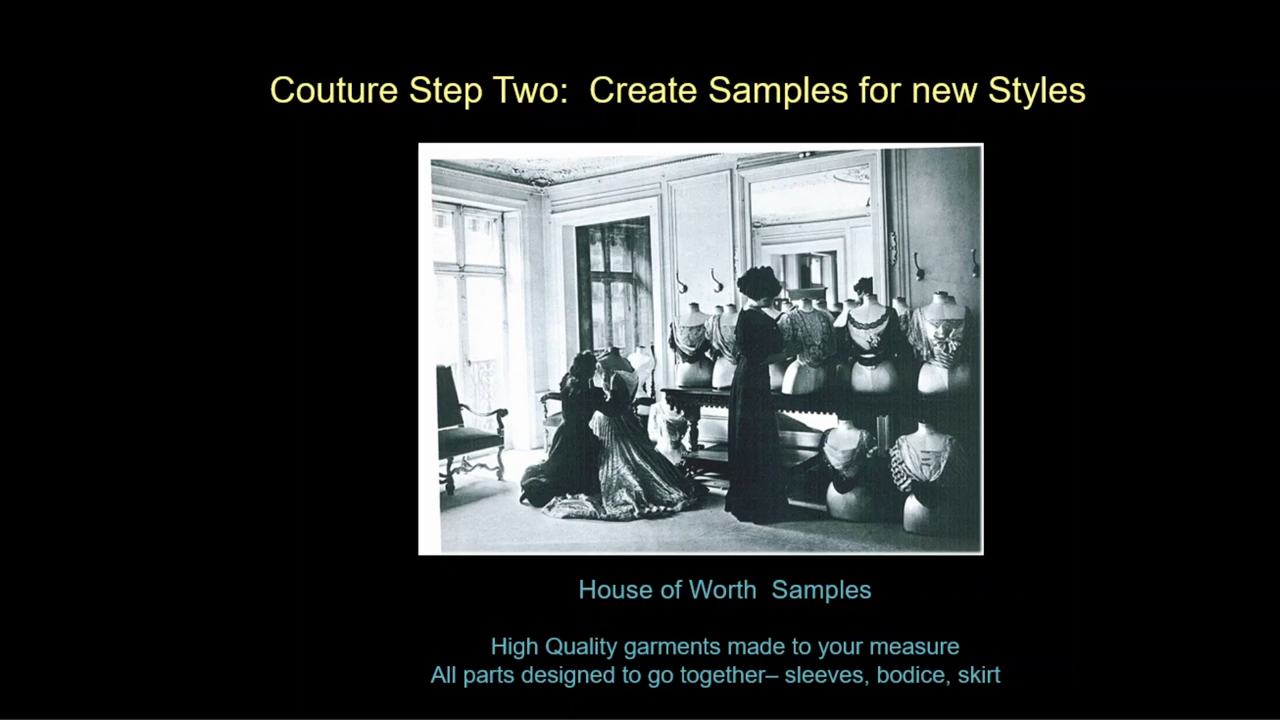 Couture Step Two:  Create Samples for new Styles
House of Worth  Samples
High Quality garments made to your measure
All parts designed to go together– sleeves, bodice, skirt